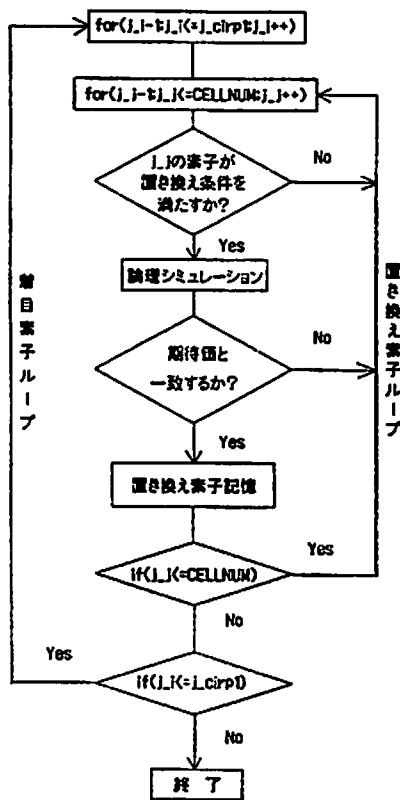 for(j_i-1;j_i<=j_cirp1;j_i++)
for(j_i-1;j_j<=CELLNUM;j_j++)
j_jの素子が
置き換え条件を
満たすか?
No
Yes
論理シミュレーション
期待価と
一致するか?
No
Yes
置き換え素子記憶
if(j_j<=CELLNUM)
Yes
No
if(j_i<=j_cirp1)
Yes
No
終了
着目素子ループ
置き換え素子ループ